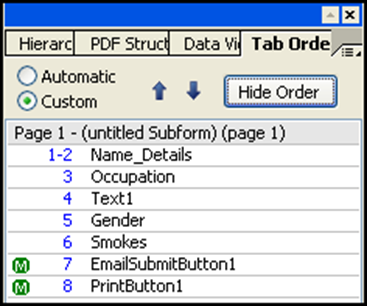 Hierarc PDF Struct Data Vi Tab Orde
Automatic
Custom
Hide Order
Page 1 - (untitled Subform) (page 1)
1-2 Name_Details
3 Occupation
4 Text1
5 Gender
6 Smokes
M 7 EmailSubmitButton1
M 8 PrintButton1